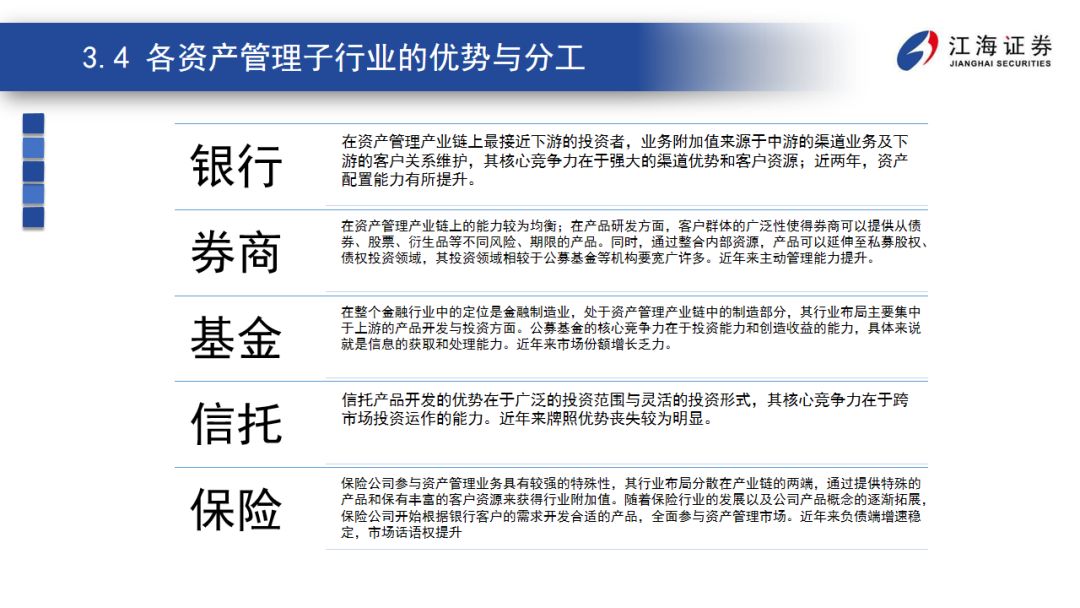 3.4 各资产管理子行业的优势与分工
江海证券
JIANGHAI SECURITIES
银行
在资产管理产业链上最接近下游的投资者，业务附加值来源于中游的渠道业务及下
游的客户关系维护，其核心竞争力在于强大的渠道优势和客户资源；近两年，资产
配置能力有所提升。
券商
在资产管理产业链上的能力较为均衡；在产品研发方面，客户群体的广泛性使得券商可以提供从债
券、股票、衍生品等不同风险、期限的产品。同时，通过整合内部资源，产品可以延伸至私募股权、
债权投资领域，其投资领域相较于公募基金等机构要宽广许多。近年来主动管理能力提升。
基金
在整个金融行业中的定位是金融制造业，处于资产管理产业链中的制造部分，其行业布局主要集中
于上游的产品开发与投资方面。公募基金的核心竞争力在于投资能力和创造收益的能力，具体来说
就是信息的获取和处理能力。近年来市场份额增长乏力。
信托
信托产品开发的优势在于广泛的投资范围与灵活的投资形式，其核心竞争力在于跨
市场投资运作的能力。近年来牌照优势丧失较为明显。
保险
保险公司参与资产管理业务具有较强的特殊性，其行业布局分散在产业链的两端，通过提供特殊的
产品和保有丰富的客户资源来获得行业附加值。随着保险行业的发展以及公司产品概念的逐渐拓展，
保险公司开始根据银行客户的需求开发合适的产品，全面参与资产管理市场。近年来负债端增速稳
定，市场话语权提升